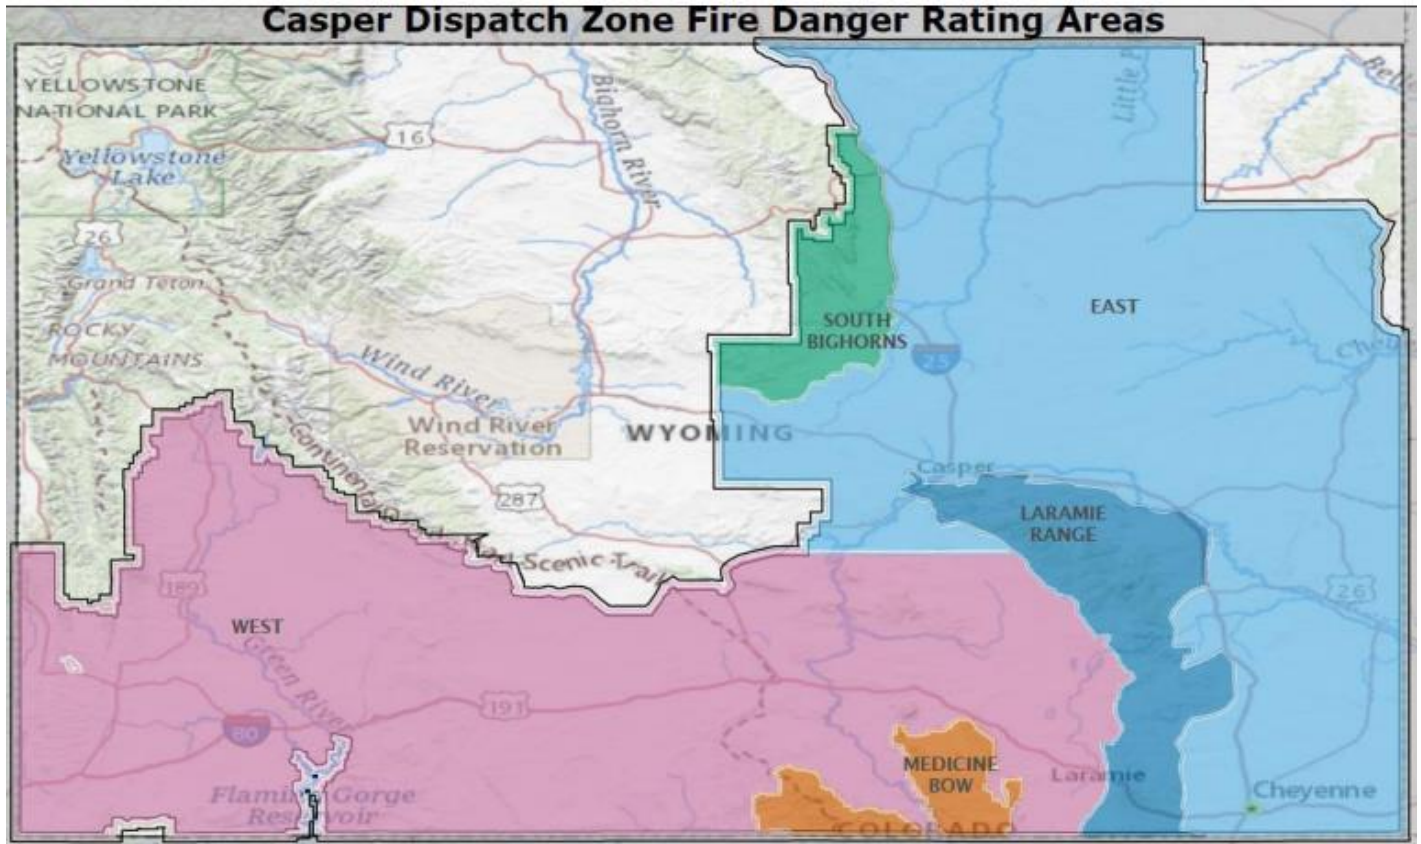 Casper Dispatch Zone Fire Danger Rating Areas
YELLOWSTONE
NATIONAL PARK
Yellowstone
Lake
16
Bighorn River
26
Grand Teton
ROCKY
MOUNTAINS
Wind River
Wind River
Reservation
WYOMING
287
Scenic Trail
SOUTH
BIGHORNS
EAST
25
Casper
LARAMIE
RANGE
26
189
WEST
Green River
191
80
Flaming Gorge
Reservoir
MEDICINE
BOW
Laramie
Cheyenne
COLORADO